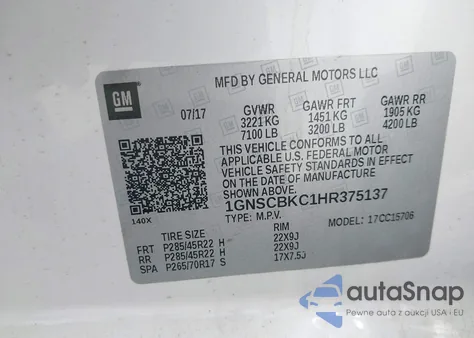 GM
MFD BY GENERAL MOTORS LLC
07/17 GVWR GAWR FRT GAWR RR
3221 KG 1451 KG 1905 KG
7100 LB 3200 LB 4200 LB
THIS VEHICLE CONFORMS TO ALL
APPLICABLE U.S. FEDERAL MOTOR
VEHICLE SAFETY STANDARDS IN EFFECT
ON THE DATE OF MANUFACTURE
SHOWN ABOVE.
1GNSCBKC1HR375137
TYPE: M.P.V. MODEL: 17CC15706
140X
TIRE SIZE RIM
FRT P285/45R22 H 22X9J
RR P285/45R22 H 22X9J
SPA P265/70R17 S 17X7.5J
autaSnap
Pewne auta z aukcji USA i EU